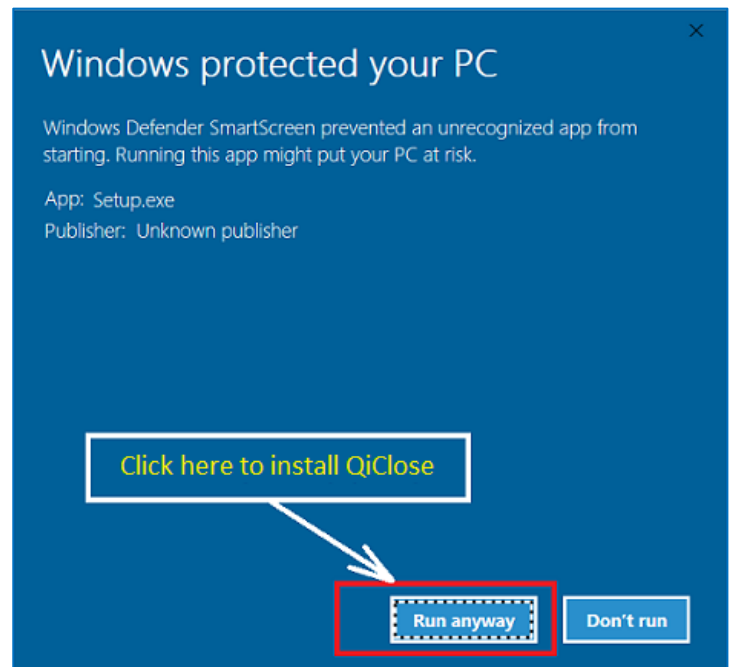 Windows protected your PC
Windows Defender SmartScreen prevented an unrecognized app from
starting. Running this app might put your PC at risk.
App: Setup.exe
Publisher: Unknown publisher
Click here to install QiClose
Run anyway
Don't run